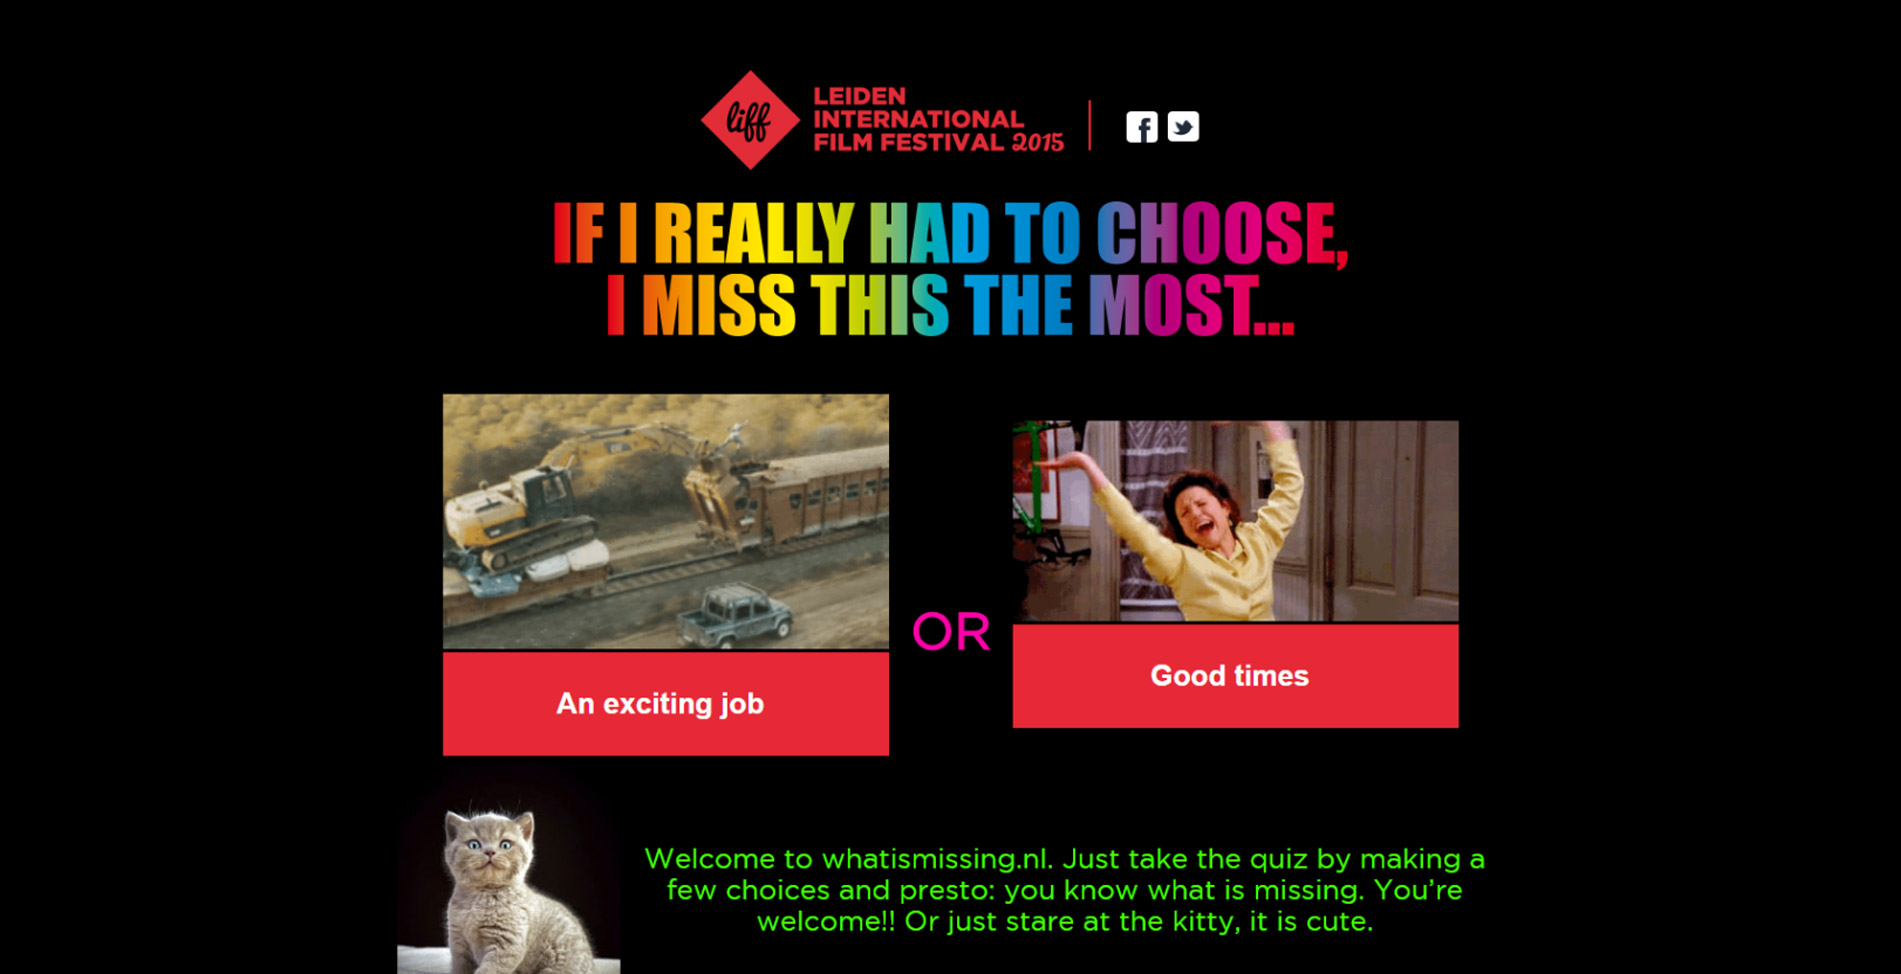 liff
LEIDEN
INTERNATIONAL
FILM FESTIVAL 2015
IF I REALLY HAD TO CHOOSE,
I MISS THIS THE MOST...
OR
An exciting job
Good times
Welcome to whatismissing.nl. Just take the quiz by making a
few choices and presto: you know what is missing. You’re
welcome!! Or just stare at the kitty, it is cute.